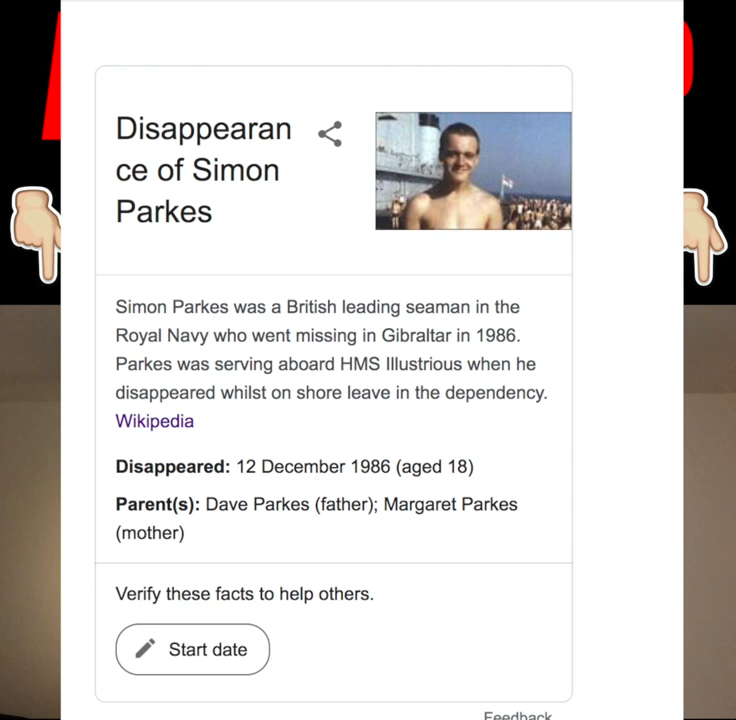 Disappearan
ce of Simon
Parkes
Simon Parkes was a British leading seaman in the
Royal Navy who went missing in Gibraltar in 1986.
Parkes was serving aboard HMS Illustrious when he
disappeared whilst on shore leave in the dependency.
Wikipedia
Disappeared: 12 December 1986 (aged 18)
Parent(s): Dave Parkes (father); Margaret Parkes
(mother)
Verify these facts to help others.
Start date
Feedback